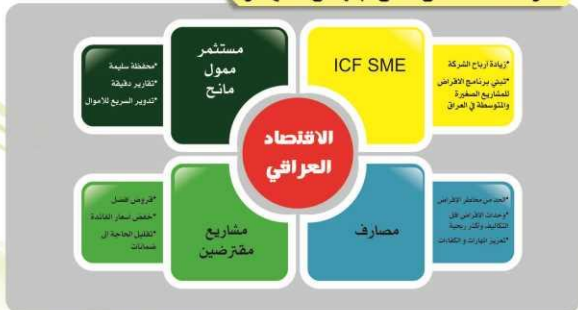 ICF SME
*زيادة أرباح الشركة
*تبني برنامج الاقراض
للمشاريع الصغيرة
والمتوسطة في العراق
مستثمر
ممول
مانح
*محفظة سليمة
*تقارير دقيقة
*تدوير السريع للأموال
الاقتصاد
العراقي
مصارف
*الحد من مخاطر الإقراض
*وحدات الاقراض اقل
التكاليف وأكثر ربحية
*تعزيز المهارات و الكفاءات
مشاريع
مقترضين
*قروض افضل
*خفض اسعار الفائدة
*تقليل الحاجة الى
ضمانات